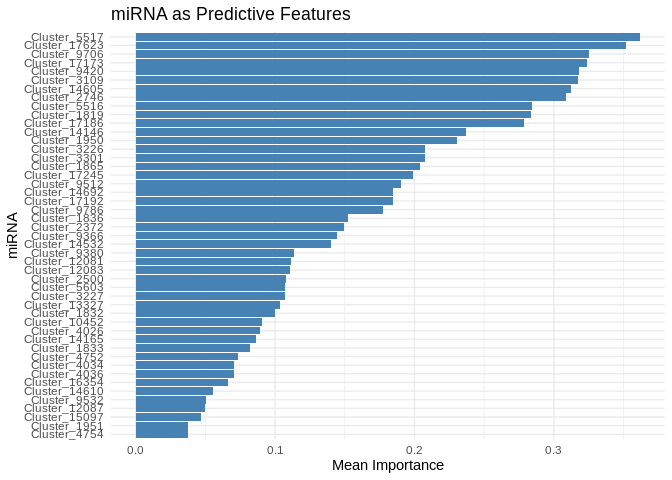 miRNA as Predictive Features
Cluster_5517
Cluster_17623
Cluster_9706
Cluster_17173
Cluster_9420
Cluster_3109
Cluster_14605
Cluster_2746
Cluster_5516
Cluster_1819
Cluster_17186
Cluster_14146
Cluster_1950
Cluster_3226
Cluster_3301
Cluster_1865
Cluster_17245
Cluster_9512
Cluster_14692
Cluster_17192
Cluster_9786
Cluster_1836
Cluster_2372
Cluster_9366
Cluster_14532
Cluster_9380
Cluster_12081
Cluster_12083
Cluster_2500
Cluster_5603
Cluster_3227
Cluster_13327
Cluster_1832
Cluster_10452
Cluster_4026
Cluster_14165
Cluster_1833
Cluster_4752
Cluster_4034
Cluster_4036
Cluster_16354
Cluster_14610
Cluster_9532
Cluster_12087
Cluster_15097
Cluster_1951
Cluster_4754
miRNA
0.0 0.1 0.2 0.3
Mean Importance